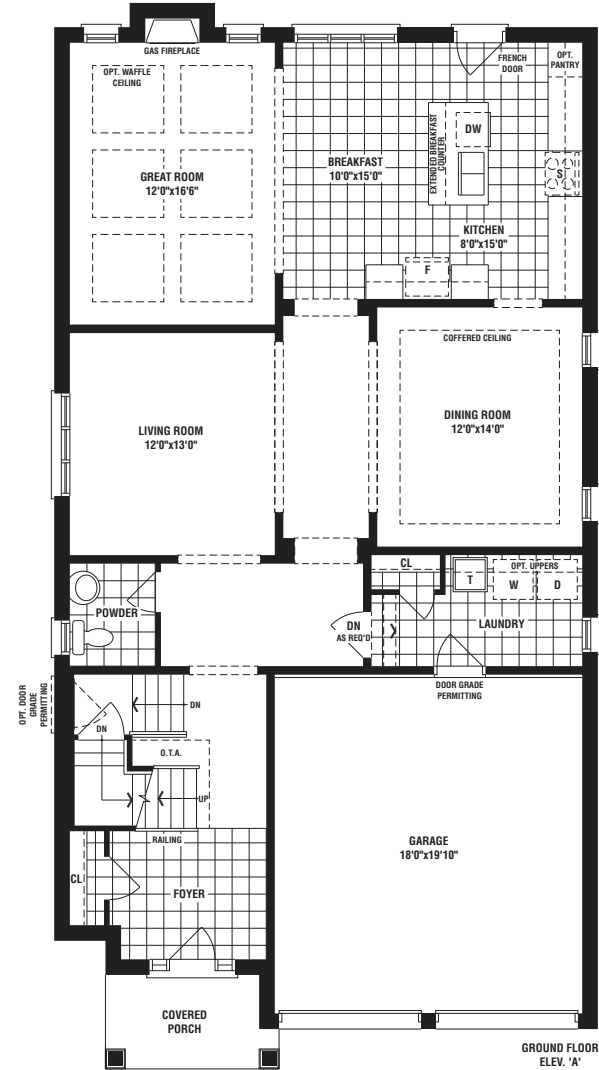 GAS FIREPLACE
OPT. WAFFLE
CEILING
FRENCH
DOOR
OPT.
PANTRY
GREAT ROOM
12'0"x16'6"
BREAKFAST
10'0"x15'0"
EXTENDED BREAKFAST
COUNTER
DW
S
KITCHEN
8'0"x15'0"
F
COFFERED CEILING
LIVING ROOM
12'0"x13'0"
DINING ROOM
12'0"x14'0"
CL
OPT. UPPERS
T
W
D
POWDER
DN
AS REQ'D
LAUNDRY
OPT. DOOR
GRADE
PERMITTING
DOOR GRADE
PERMITTING
DN
DN
O.T.A.
UP
RAILING
CL
FOYER
GARAGE
18'0"x19'10"
COVERED
PORCH
GROUND FLOOR
ELEV. 'A'